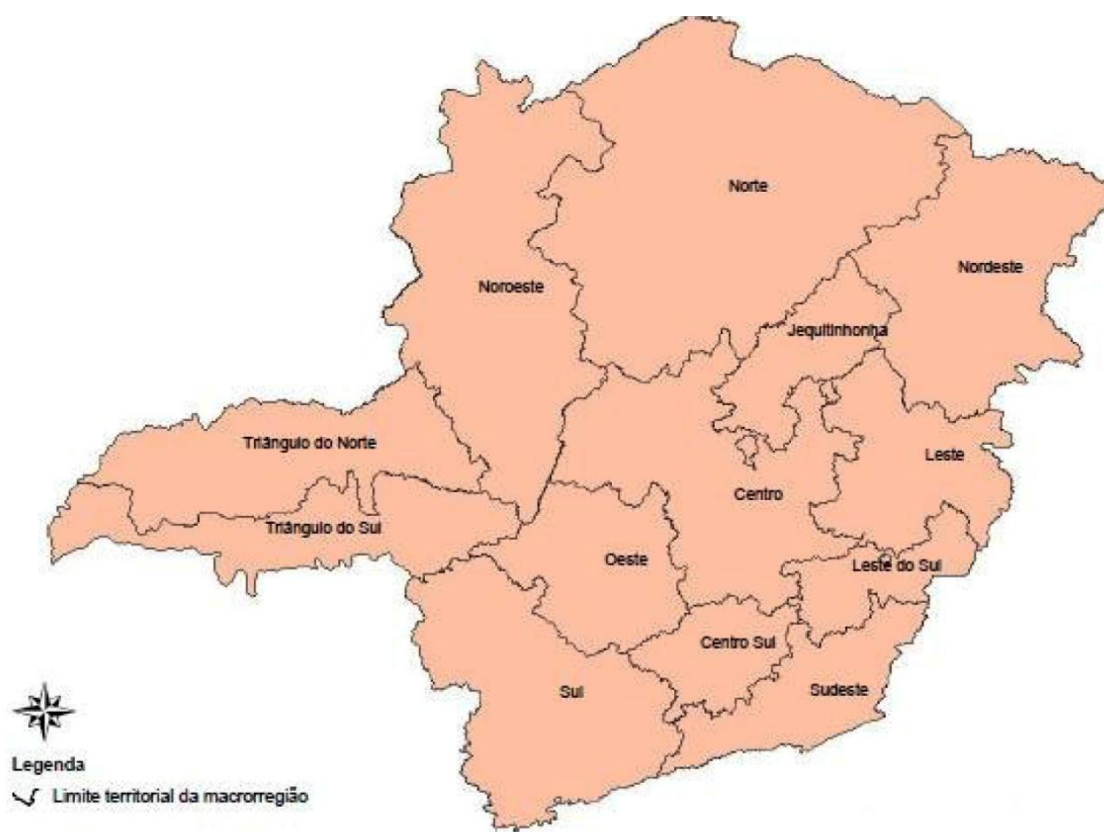 Norte
Nordeste
Noroeste
Jequitinhonha
Triângulo do Norte
Leste
Centro
Triângulo do Sul
Oeste
Leste do Sul
Centro Sul
Sul
Sudeste
Legenda
Limite territorial da macrorregião